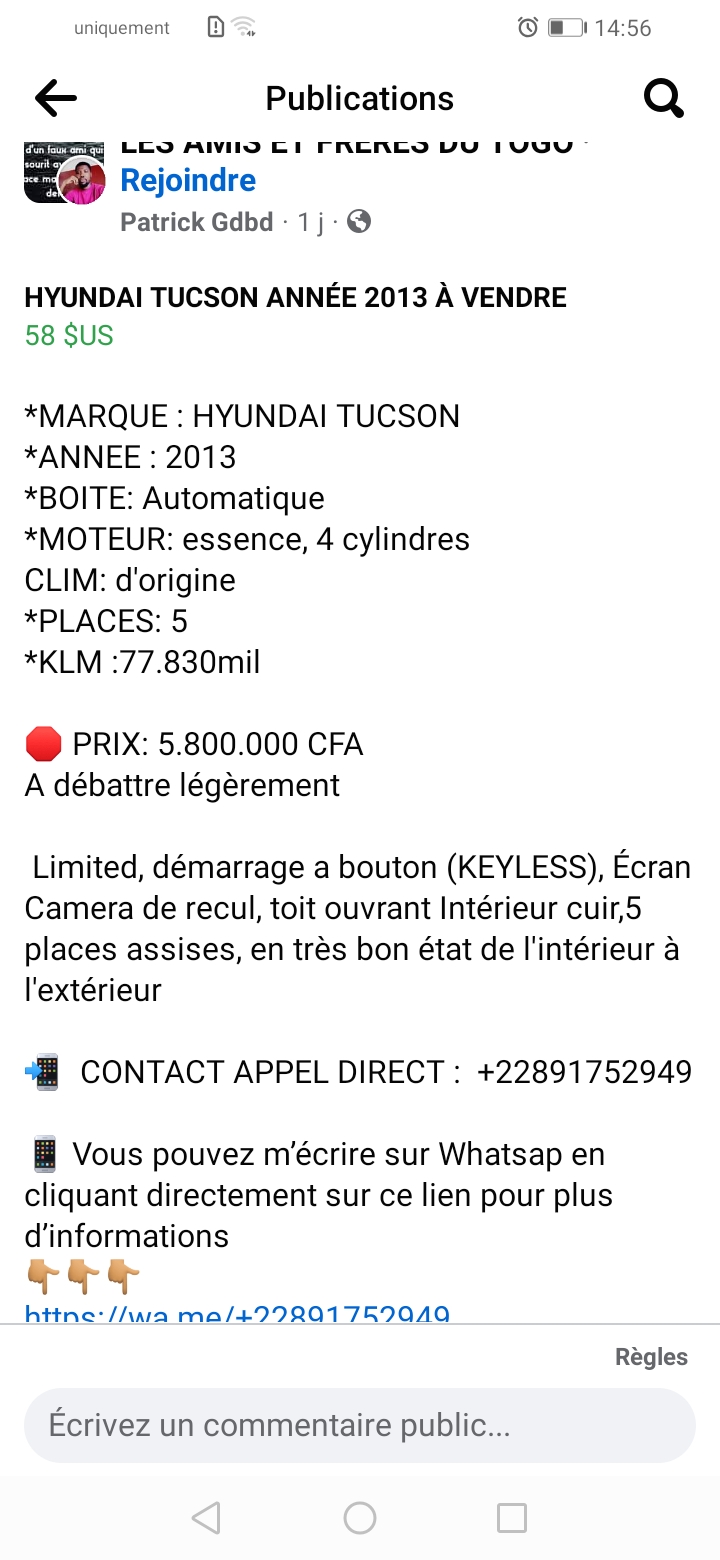 uniquement
14:56
Publications
d'un faux ami qui
sourit
LES AMIS ET FRERES DU TOGO ·
Rejoindre
Patrick Gdbd · 1 j ·
HYUNDAI TUCSON ANNÉE 2013 À VENDRE
58 $US
*MARQUE : HYUNDAI TUCSON
*ANNEE : 2013
*BOITE: Automatique
*MOTEUR: essence, 4 cylindres
CLIM: d'origine
*PLACES: 5
*KLM :77.830mil
🛑 PRIX: 5.800.000 CFA
A débattre légèrement
Limited, démarrage a bouton (KEYLESS), Écran
Camera de recul, toit ouvrant Intérieur cuir,5
places assises, en très bon état de l'intérieur à
l'extérieur
📲 CONTACT APPEL DIRECT : +22891752949
📱 Vous pouvez m’écrire sur Whatsap en
cliquant directement sur ce lien pour plus
d’informations
👇🏽👇🏽👇🏽
https://wa.me/+22891752949
Règles
Écrivez un commentaire public...